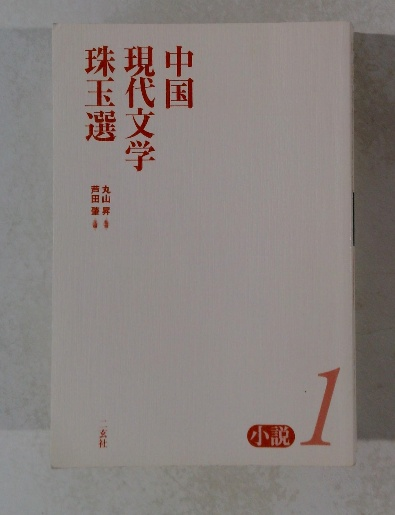 中国
現代文学
珠玉選
丸山昇
芦田肇
小説 1
二玄社